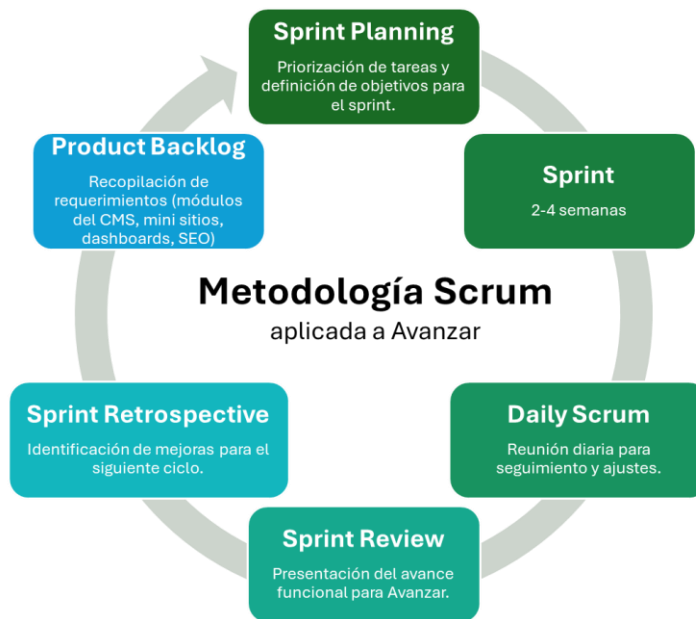 Sprint Planning
Priorización de tareas y
definición de objetivos para
el sprint.
Product Backlog
Recopilación de
requerimientos (módulos
del CMS, mini sitios,
dashboards, SEO)
Sprint
2-4 semanas
Metodología Scrum
aplicada a Avanzar
Sprint Retrospective
Identificación de mejoras para el
siguiente ciclo.
Daily Scrum
Reunión diaria para
seguimiento y ajustes.
Sprint Review
Presentación del avance
funcional para Avanzar.